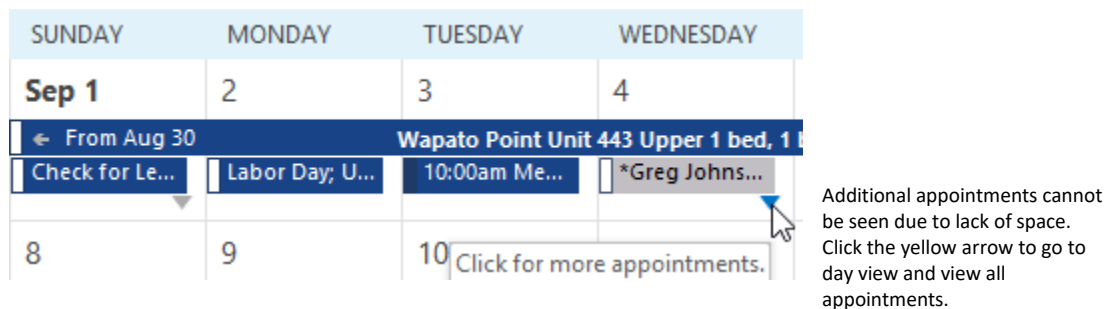 SUNDAY MONDAY TUESDAY WEDNESDAY
Sep 1 2 3 4
← From Aug 30 Wapato Point Unit 443 Upper 1 bed, 1
Check for Le... Labor Day; U... 10:00am Me... *Greg Johns...
8 9 10
Click for more appointments.
Additional appointments cannot
be seen due to lack of space.
Click the yellow arrow to go to
day view and view all
appointments.